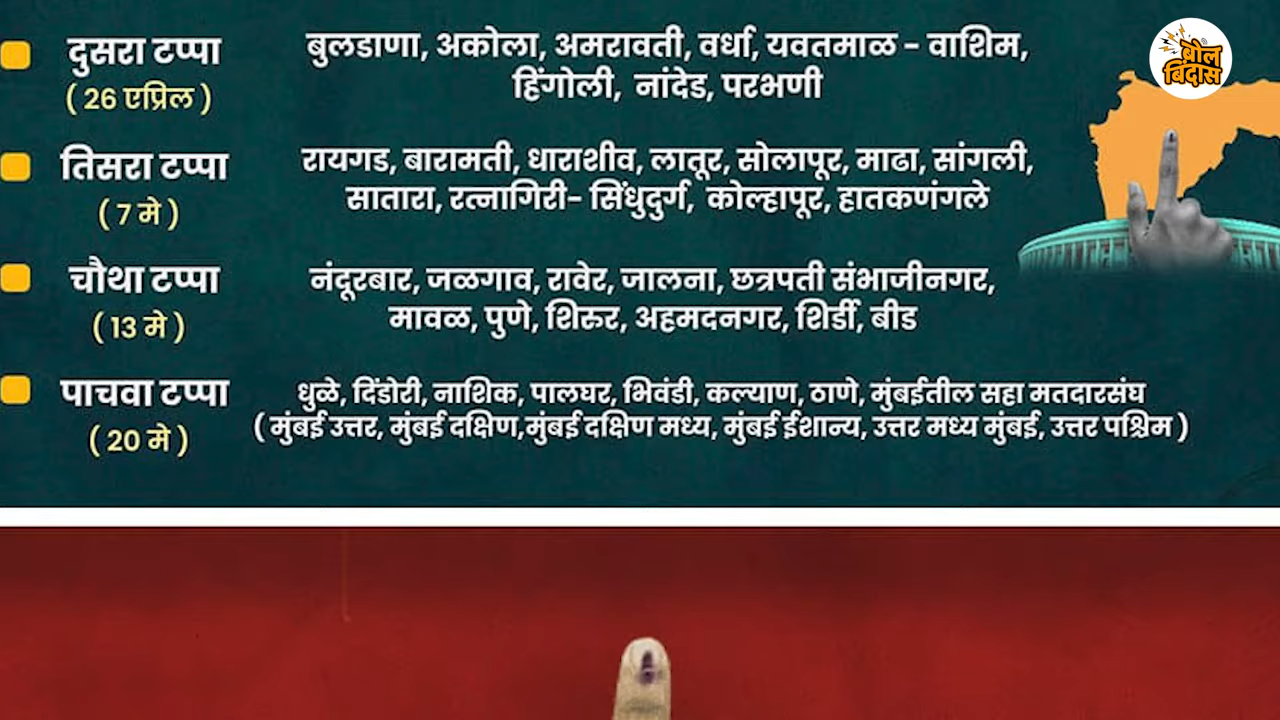 बोल
बिंदास
दुसरा टप्पा
( 26 एप्रिल )
बुलडाणा, अकोला, अमरावती, वर्धा, यवतमाळ - वाशिम,
हिंगोली, नांदेड, परभणी
तिसरा टप्पा
( 7 मे )
रायगड, बारामती, धाराशीव, लातूर, सोलापूर, माढा, सांगली,
सातारा, रत्नागिरी- सिंधुदुर्ग, कोल्हापूर, हातकणंगले
चौथा टप्पा
( 13 मे )
नंदूरबार, जळगाव, रावेर, जालना, छत्रपती संभाजीनगर,
मावळ, पुणे, शिरुर, अहमदनगर, शिर्डी, बीड
पाचवा टप्पा
( 20 मे )
धुळे, दिंडोरी, नाशिक, पालघर, भिवंडी, कल्याण, ठाणे, मुंबईतील सहा मतदारसंघ
( मुंबई उत्तर, मुंबई दक्षिण,मुंबई दक्षिण मध्य, मुंबई ईशान्य, उत्तर मध्य मुंबई, उत्तर पश्चिम )